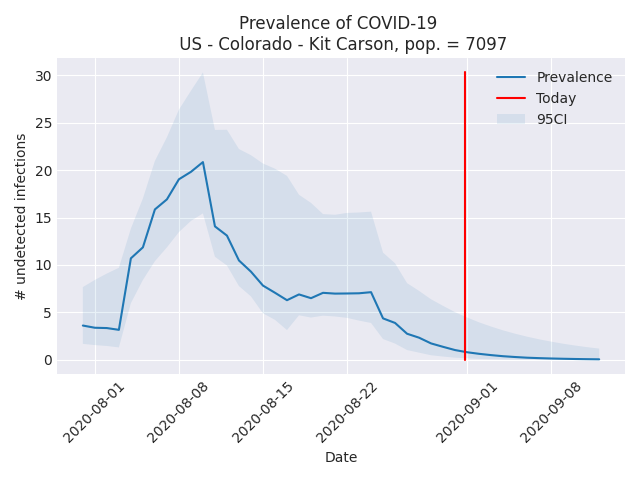 Prevalence of COVID-19
US - Colorado - Kit Carson, pop. = 7097
Prevalence
Today
95CI
# undetected infections
30
25
20
15
10
5
0
2020-08-01
2020-08-08
2020-08-15
2020-08-22
2020-09-01
2020-09-08
Date